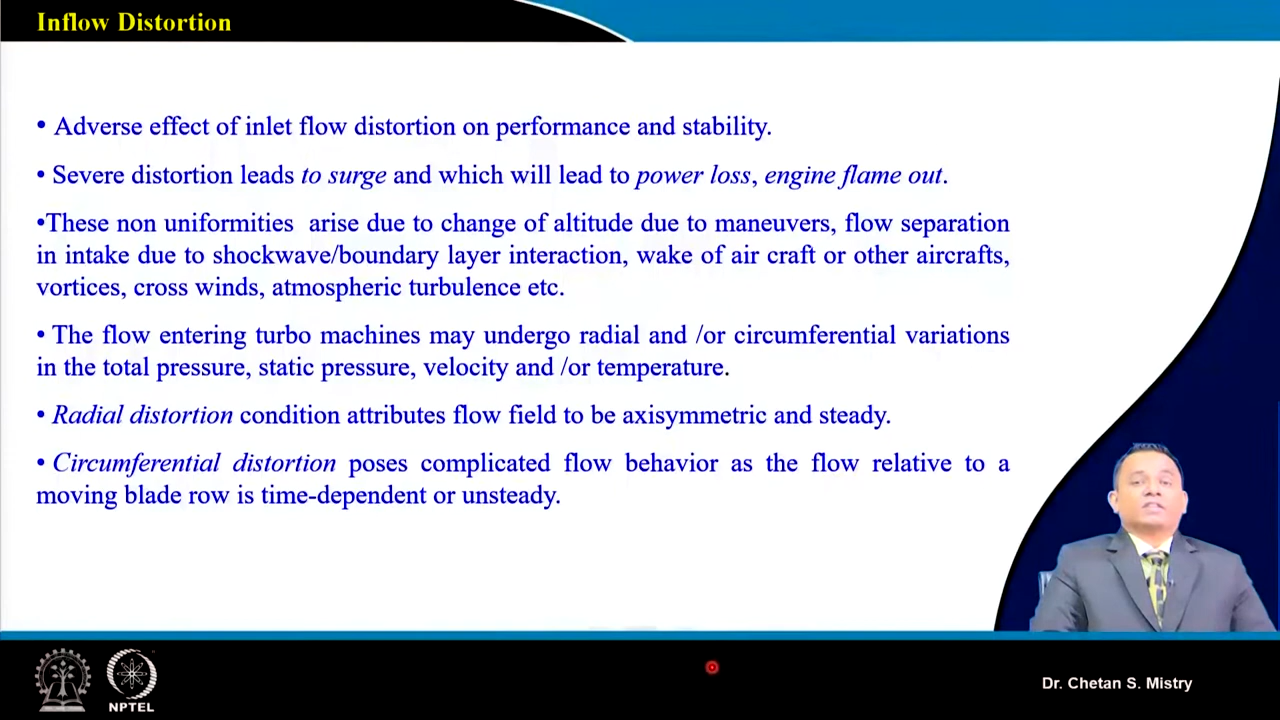 Inflow Distortion
• Adverse effect of inlet flow distortion on performance and stability.
• Severe distortion leads to surge and which will lead to power loss, engine flame out.
•These non uniformities arise due to change of altitude due to maneuvers, flow separation
in intake due to shockwave/boundary layer interaction, wake of air craft or other aircrafts,
vortices, cross winds, atmospheric turbulence etc.
• The flow entering turbo machines may undergo radial and /or circumferential variations
in the total pressure, static pressure, velocity and /or temperature.
• Radial distortion condition attributes flow field to be axisymmetric and steady.
• Circumferential distortion poses complicated flow behavior as the flow relative to a
moving blade row is time-dependent or unsteady.
NPTEL
Dr. Chetan S. Mistry